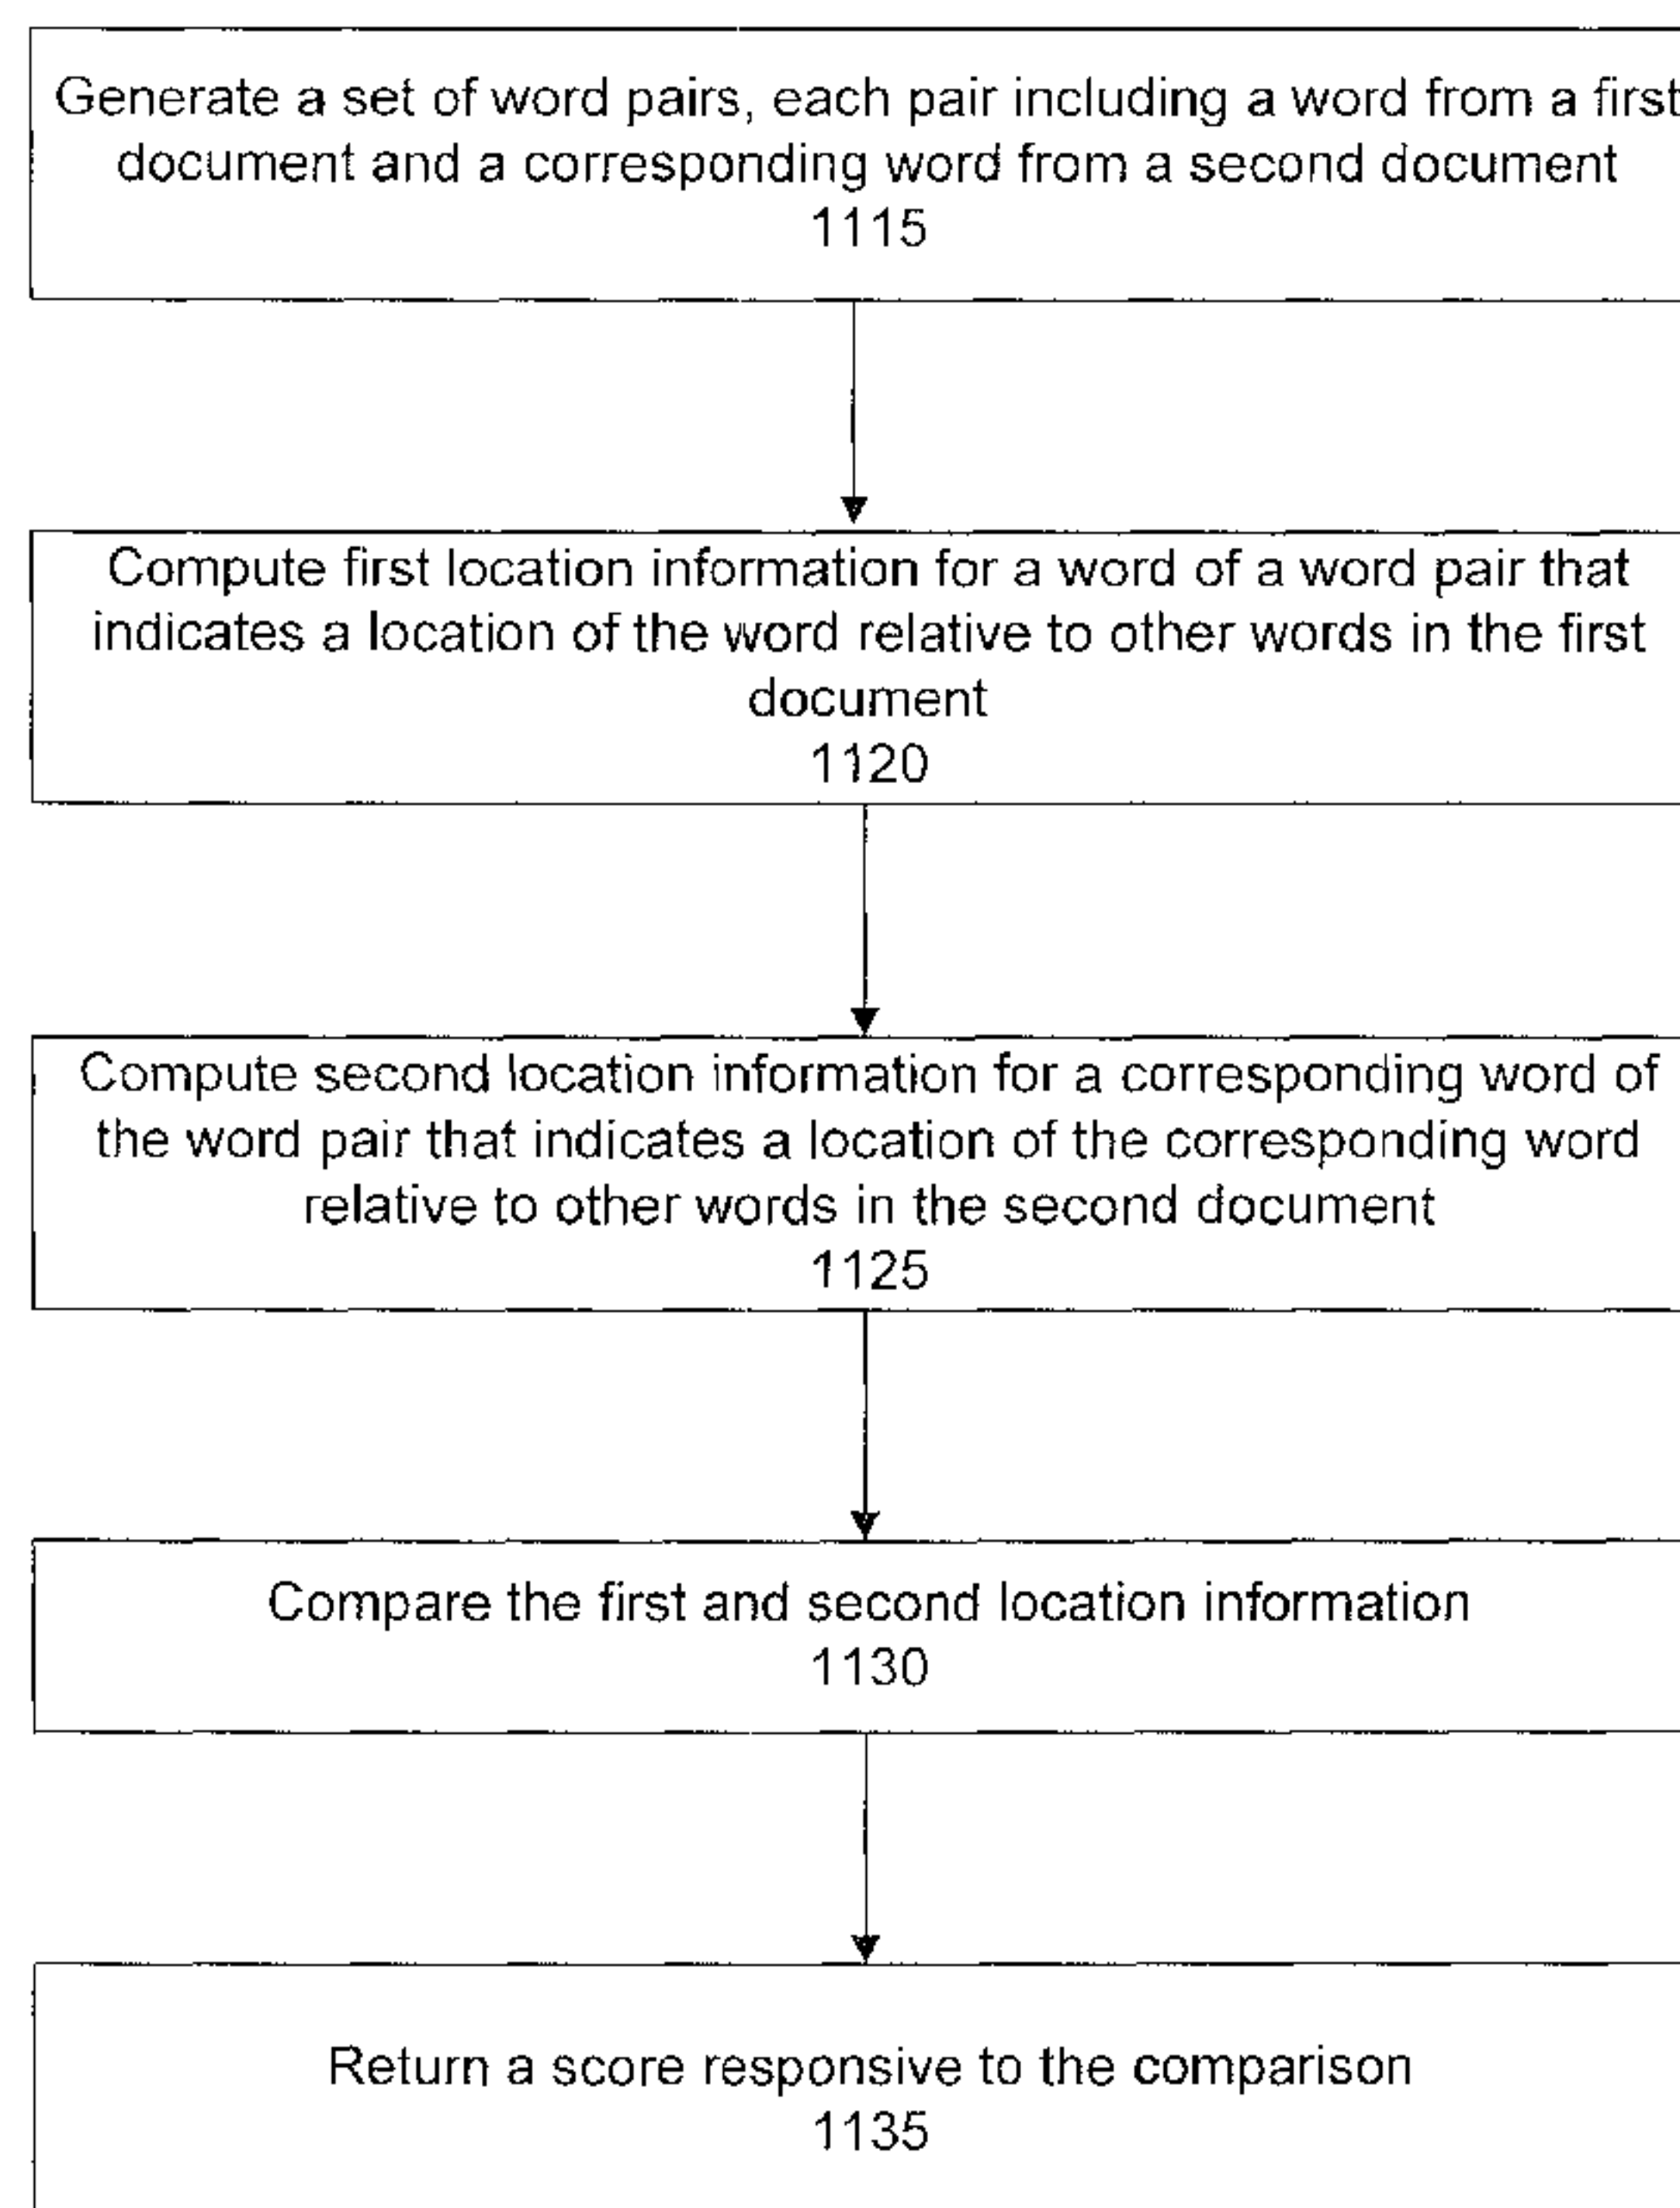 Generate a set of word pairs, each pair including a word from a first
document and a corresponding word from a second document
1115
Compute first location information for a word of a word pair that
indicates a location of the word relative to other words in the first
document
1120
Compute second location information for a corresponding word of
the word pair that indicates a location of the corresponding word
relative to other words in the second document
1125
Compare the first and second location information
1130
Return a score responsive to the comparison
1135